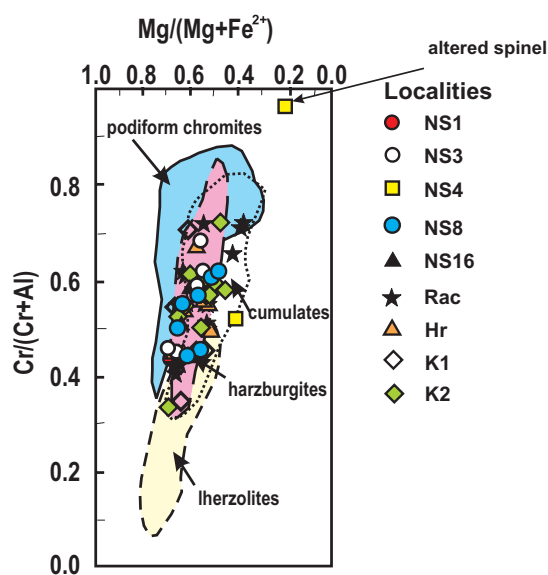 Mg/(Mg+Fe²⁺)
altered spinel
1.0 0.8 0.6 0.4 0.2 0.0
Localities
podiform chromites
NS1
NS3
0.8
NS4
NS8
0.6
NS16
Cr/(Cr+Al)
Rac
cumulates
Hr
0.4
K1
harzburgites
K2
0.2
lherzolites
0.0